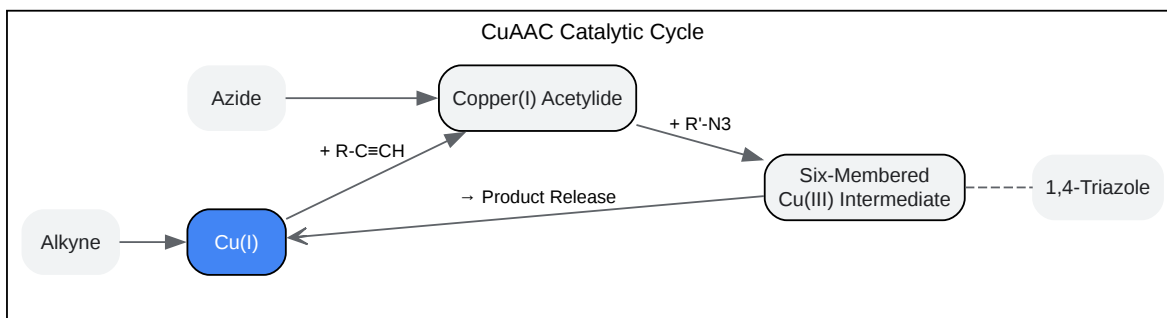 CuAAC Catalytic Cycle
Azide
Copper(I) Acetylide
+ R'-N3
+ R-C≡CH
Six-Membered
Cu(III) Intermediate
1,4-Triazole
→ Product Release
Alkyne
Cu(I)